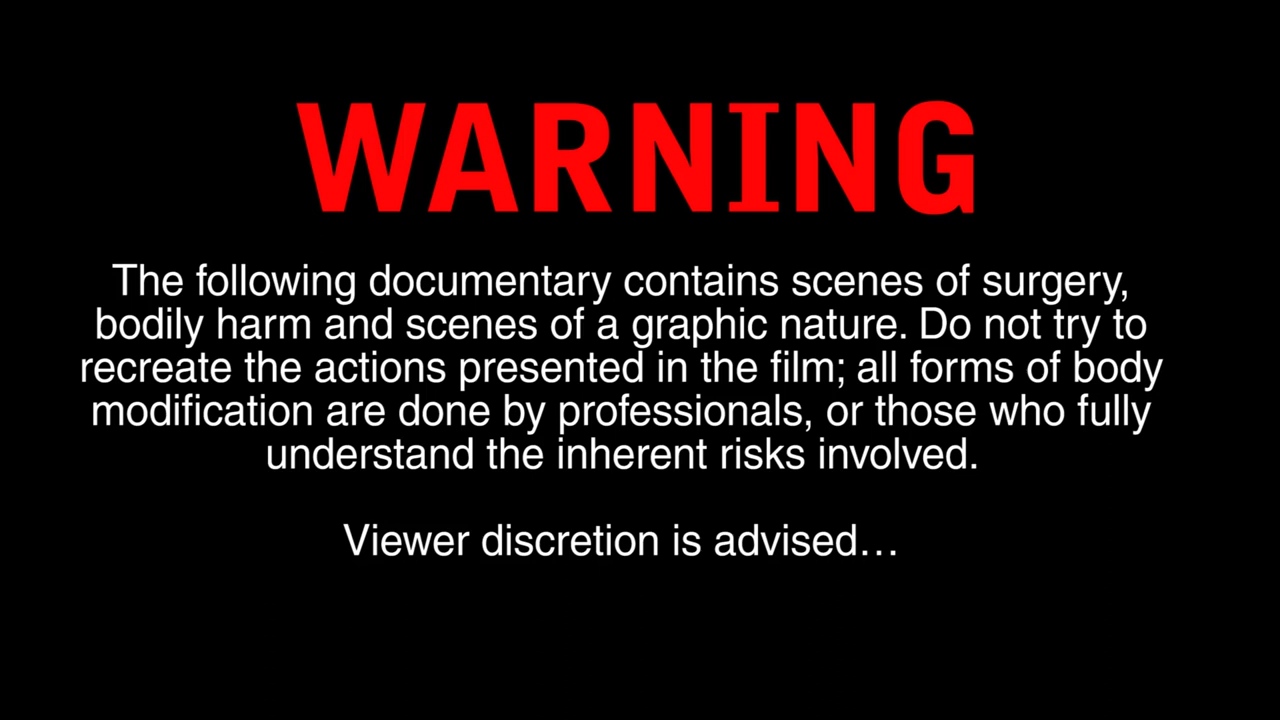 WARNING
The following documentary contains scenes of surgery,
bodily harm and scenes of a graphic nature. Do not try to
recreate the actions presented in the film; all forms of body
modification are done by professionals, or those who fully
understand the inherent risks involved.
Viewer discretion is advised…